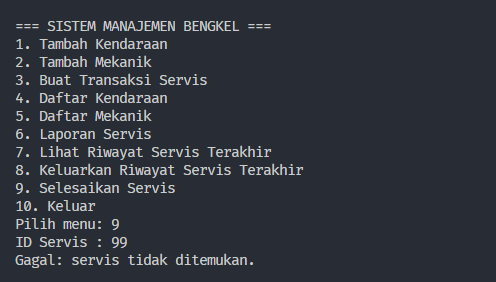 === SISTEM MANAJEMEN BENGKEL ===
1. Tambah Kendaraan
2. Tambah Mekanik
3. Buat Transaksi Servis
4. Daftar Kendaraan
5. Daftar Mekanik
6. Laporan Servis
7. Lihat Riwayat Servis Terakhir
8. Keluarkan Riwayat Servis Terakhir
9. Selesaikan Servis
10. Keluar
Pilih menu: 9
ID Servis : 99
Gagal: servis tidak ditemukan.